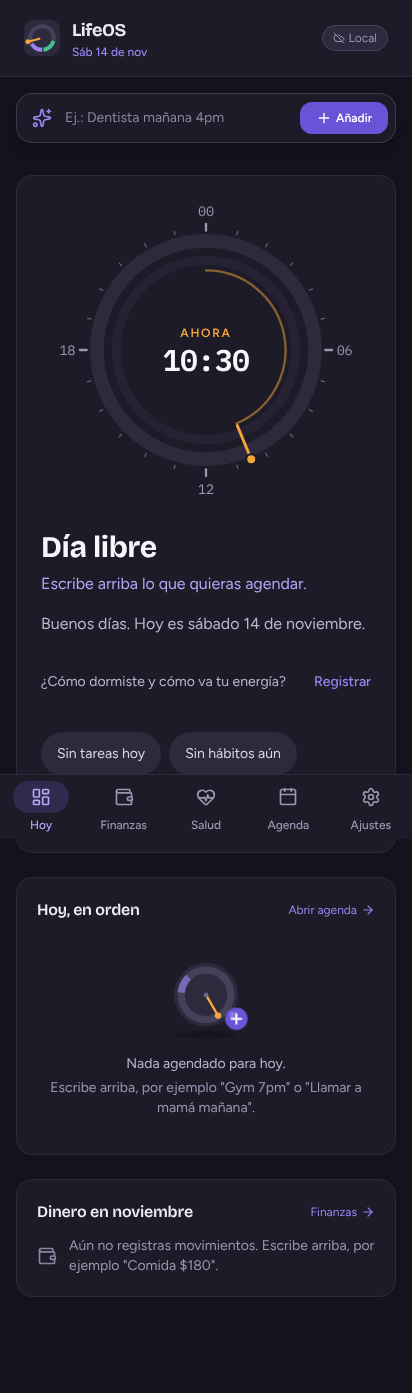 LifeOS
Sáb 14 de nov
Local
Ej.: Dentista mañana 4pm
Añadir
00
18
06
AHORA
10:30
12
Día libre
Escribe arriba lo que quieras agendar.
Buenos días. Hoy es sábado 14 de noviembre.
¿Cómo dormiste y cómo va tu energía?
Registrar
Sin tareas hoy
Sin hábitos aún
Hoy
Finanzas
Salud
Agenda
Ajustes
Hoy, en orden
Abrir agenda
Nada agendado para hoy.
Escribe arriba, por ejemplo "Gym 7pm" o "Llamar a
mamá mañana".
Dinero en noviembre
Finanzas
Aún no registras movimientos. Escribe arriba, por
ejemplo "Comida $180".